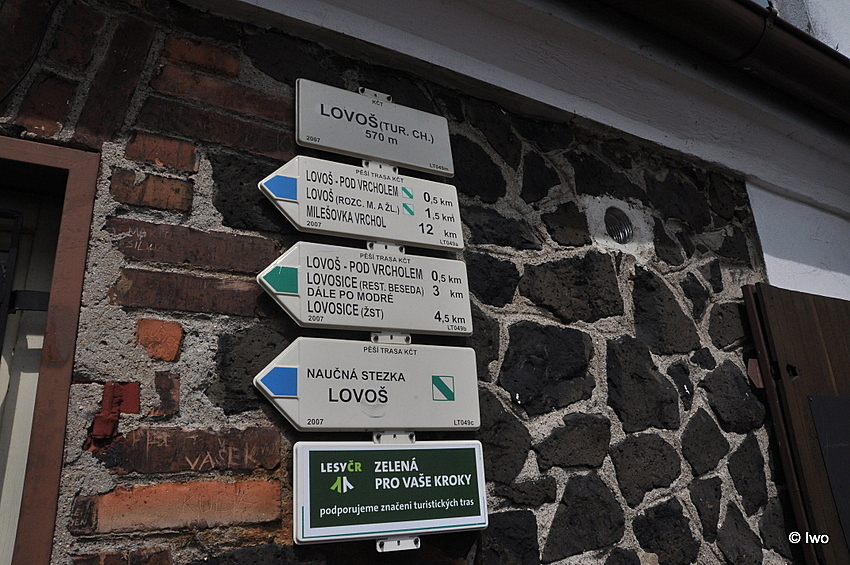 KČT
LOVOŠ (TUR. CH.)
570 m
2007 LT049m
PĚŠÍ TRASA KČT
LOVOŠ - POD VRCHOLEM 0,5 km
LOVOŠ (ROZC. M. A ŽL.) 1,5 km
MILEŠOVKA VRCHOL 12 km
2007 LT049a
PĚŠÍ TRASA KČT
LOVOŠ - POD VRCHOLEM 0,5 km
LOVOSICE (REST. BESEDA) 3 km
DÁLE PO MODRÉ
LOVOSICE (ŽST) 4,5 km
2007 LT049b
PĚŠÍ TRASA KČT
NAUČNÁ STEZKA
LOVOŠ
2007 LT049c
LESYČR ZELENÁ
PRO VAŠE KROKY
podporujeme značení turistických tras
VAŠEK
© Iwo